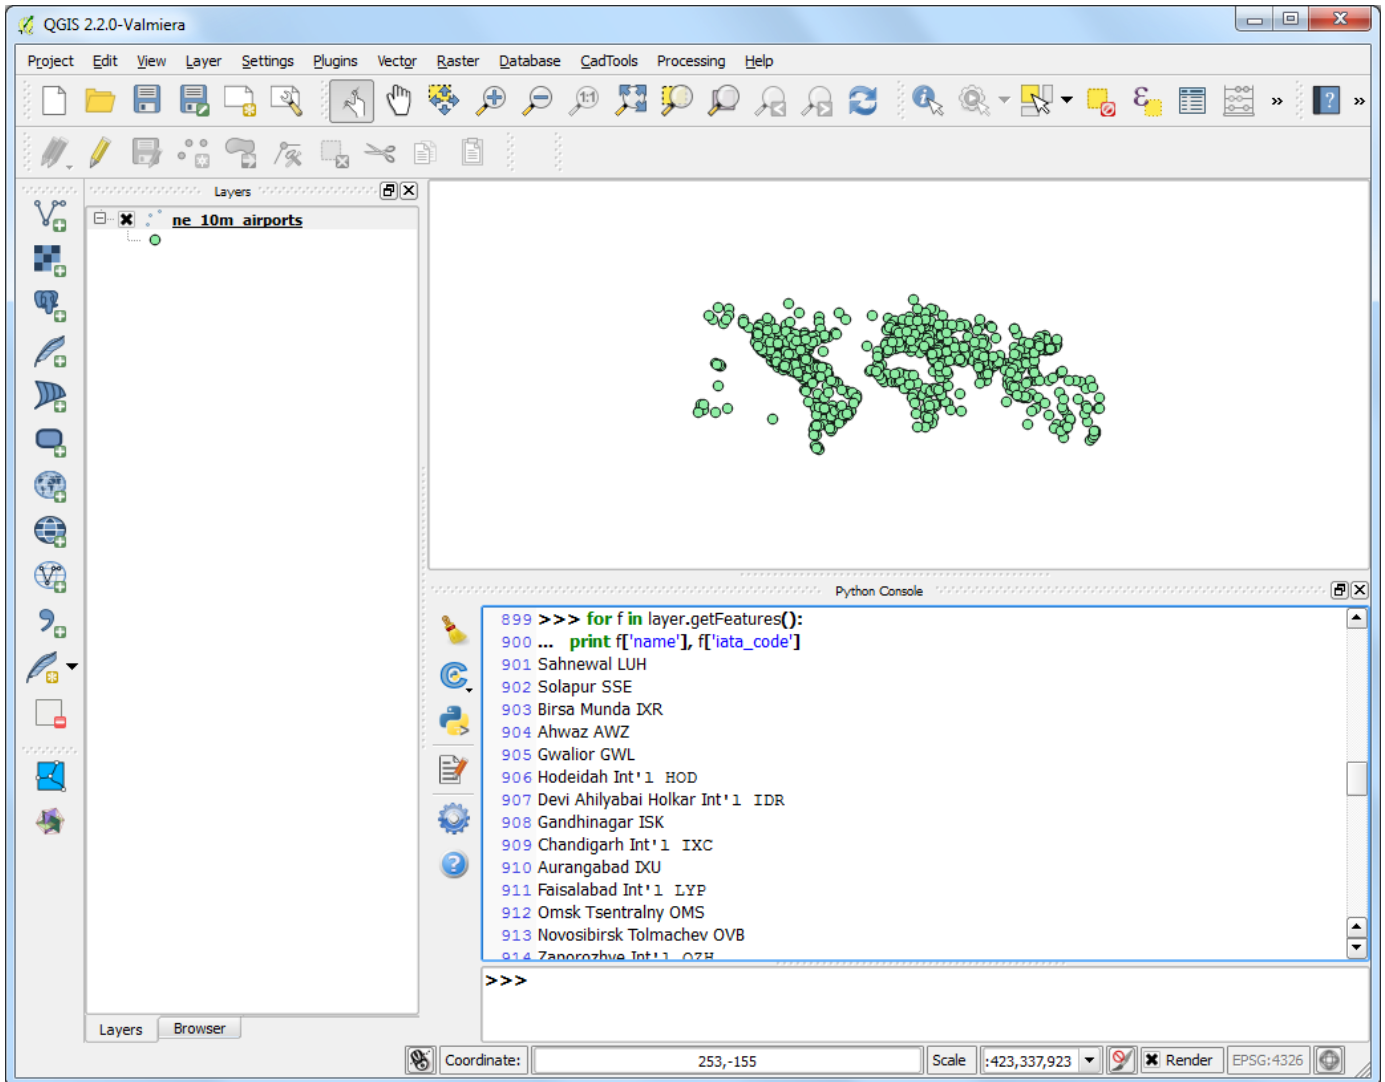 QGIS 2.2.0-Valmiera
Project Edit View Layer Settings Plugins Vector Raster Database CadTools Processing Help
Layers
ne_10m_airports
Python Console
899 >>> for f in layer.getFeatures():
900 ... print f['name'], f['iata_code']
901 Sahnewal LUH
902 Solapur SSE
903 Birsa Munda IXR
904 Ahwaz AWZ
905 Gwalior GWL
906 Hodeidah Int'l HOD
907 Devi Ahilyabai Holkar Int'l IDR
908 Gandhinagar ISK
909 Chandigarh Int'l IXC
910 Aurangabad IXU
911 Faisalabad Int'l LYP
912 Omsk Tsentralny OMS
913 Novosibirsk Tolmachev OVB
914 Zaporozhye Int'l OZH
>>>
Layers Browser
Coordinate: 253,-155 Scale :423,337,923 Render EPSG:4326